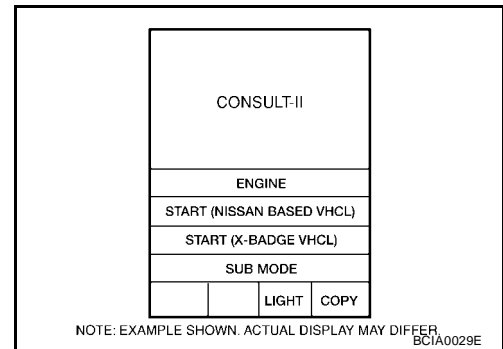 CONSULT-II
ENGINE
START (NISSAN BASED VHCL)
START (X-BADGE VHCL)
SUB MODE
LIGHT COPY
NOTE: EXAMPLE SHOWN. ACTUAL DISPLAY MAY DIFFER.
BCIA0029E